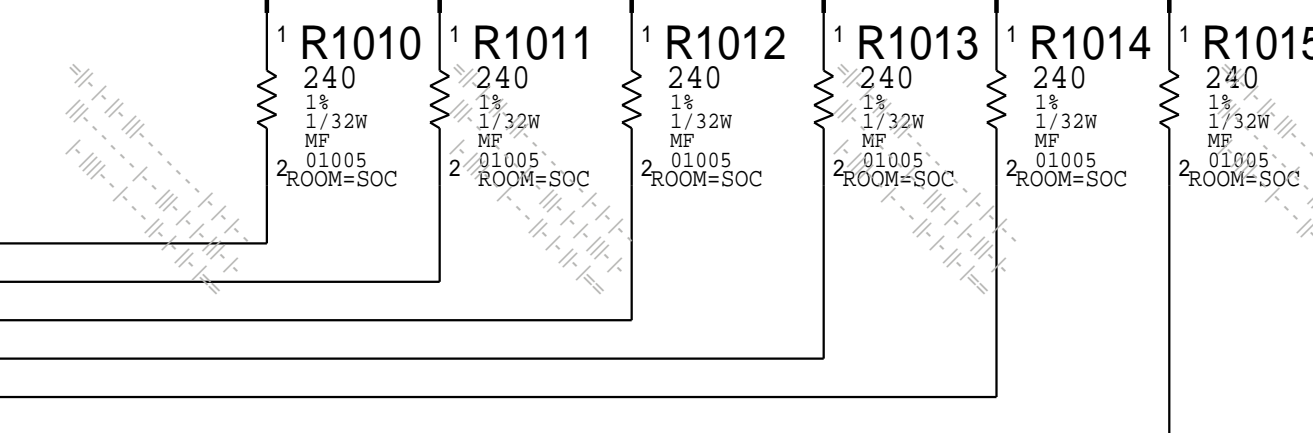 1 R1010
240
1%
1/32W
MF
01005
2
ROOM=SOC
1 R1011
240
1%
1/32W
MF
01005
2
ROOM=SOC
1 R1012
240
1%
1/32W
MF
01005
2
ROOM=SOC
1 R1013
240
1%
1/32W
MF
01005
2
ROOM=SOC
1 R1014
240
1%
1/32W
MF
01005
2
ROOM=SOC
1 R1015
240
1%
1/32W
MF
01005
2
ROOM=SOC